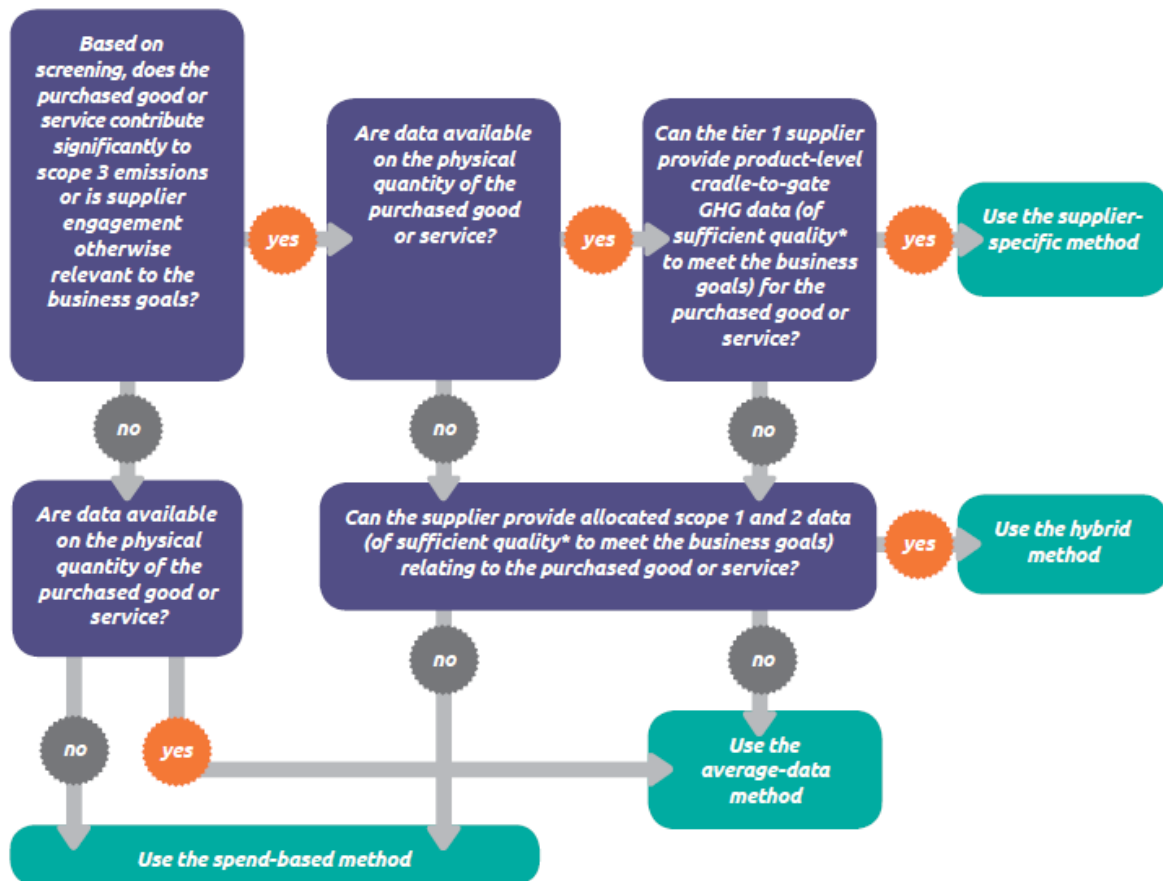 Based on
screening, does the
purchased good or
service contribute
significantly to
scope 3 emissions
or is supplier
engagement
otherwise
relevant to the
business goals?
yes
Are data available
on the physical
quantity of the
purchased good
or service?
yes
Can the tier 1 supplier
provide product-level
cradle-to-gate
GHG data (of
sufficient quality*
to meet the business
goals) for the
purchased good or
service?
yes
Use the supplier-
specific method
no
no
no
Are data available
on the physical
quantity of the
purchased good or
service?
Can the supplier provide allocated scope 1 and 2 data
(of sufficient quality* to meet the business goals)
relating to the purchased good or service?
yes
Use the hybrid
method
no
yes
no
no
Use the
average-data
method
Use the spend-based method